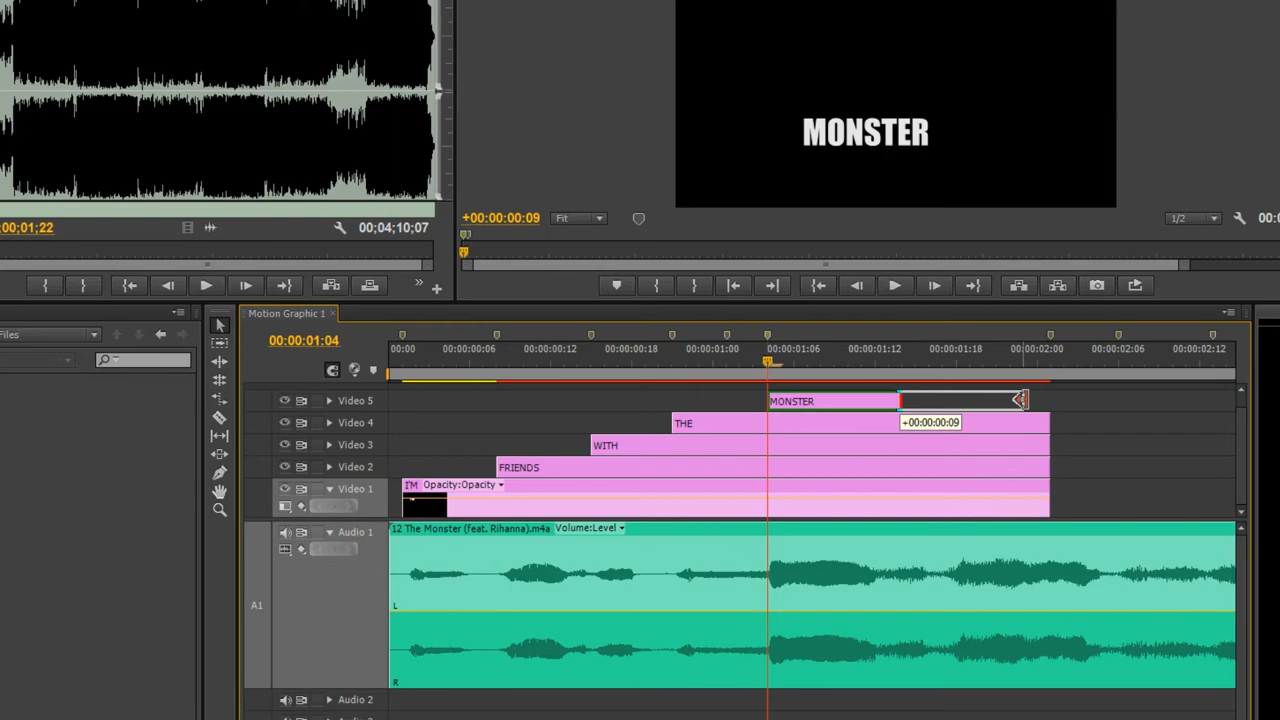 MONSTER
;00;01;22
00;04;10;07
+00:00:00:09
Fit
1/2
00:0
Motion Graphic 1
00:00:01:04
00:00
00:00:00:06
00:00:00:12
00:00:00:18
00:00:01:00
00:00:01:06
00:00:01:12
00:00:01:18
00:00:02:00
00:00:02:06
00:00:02:12
Files
Video 5
MONSTER
+00:00:00:09
Video 4
THE
Video 3
WITH
Video 2
FRIENDS
Video 1
I'M Opacity:Opacity
Audio 1
12 The Monster (feat. Rihanna).m4a Volume:Level
A1
L
R
Audio 2